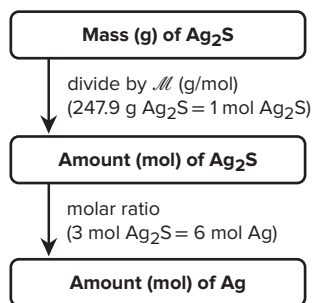 Mass (g) of Ag₂S
divide by ℳ (g/mol)
(247.9 g Ag₂S = 1 mol Ag₂S)
Amount (mol) of Ag₂S
molar ratio
(3 mol Ag₂S = 6 mol Ag)
Amount (mol) of Ag